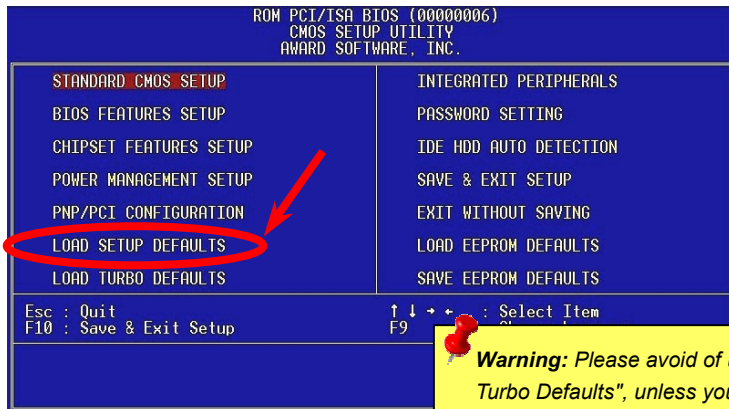 ROM PCI/ISA BIOS (00000006)
CMOS SETUP UTILITY
AWARD SOFTWARE, INC.
STANDARD CMOS SETUP
BIOS FEATURES SETUP
CHIPSET FEATURES SETUP
POWER MANAGEMENT SETUP
PNP/PCI CONFIGURATION
LOAD SETUP DEFAULTS
LOAD TURBO DEFAULTS
INTEGRATED PERIPHERALS
PASSWORD SETTING
IDE HDD AUTO DETECTION
SAVE & EXIT SETUP
EXIT WITHOUT SAVING
LOAD EEPROM DEFAULTS
SAVE EEPROM DEFAULTS
Esc : Quit
F10 : Save & Exit Setup
↑ ↓ → ← : Select Item
F9
Warning: Please avoid of
Turbo Defaults", unless you